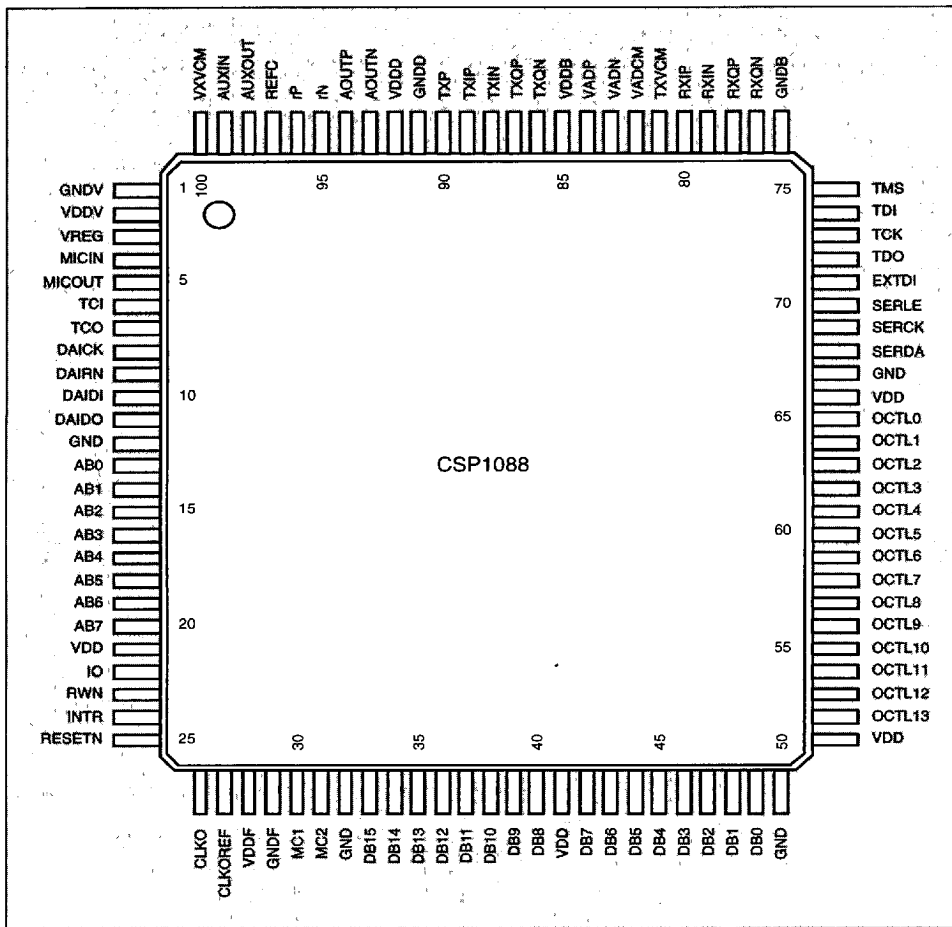 VXVCM
AUXIN
AUXOUT
REFC
rP
rN
AOUTP
AOUTN
VDDD
GNDD
TXP
TXIP
TXIN
TXQP
TXQN
VDDB
VADP
VADN
VADCM
TXVCM
RXIP
RXIN
RXQP
RXQN
GNDB
100
95
90
85
80
GNDV
VDDV
VREG
MICIN
MICOUT
TCI
TCO
DAICK
DAIRN
DAIDI
DAIDO
GND
AB0
AB1
AB2
AB3
AB4
AB5
AB6
AB7
VDD
IO
RWN
INTR
RESETN
1
5
10
15
20
25
CSP1088
75
70
65
60
55
50
TMS
TDI
TCK
TDO
EXTDI
SERLE
SERCK
SERDA
GND
VDD
OCTL0
OCTL1
OCTL2
OCTL3
OCTL4
OCTL5
OCTL6
OCTL7
OCTL8
OCTL9
OCTL10
OCTL11
OCTL12
OCTL13
VDD
30
35
40
45
CLKO
CLKOREF
VDDF
GNDF
MC1
MC2
GND
DB15
DB14
DB13
DB12
DB11
DB10
DB9
DB8
VDD
DB7
DB6
DB5
DB4
DB3
DB2
DB1
DB0
GND